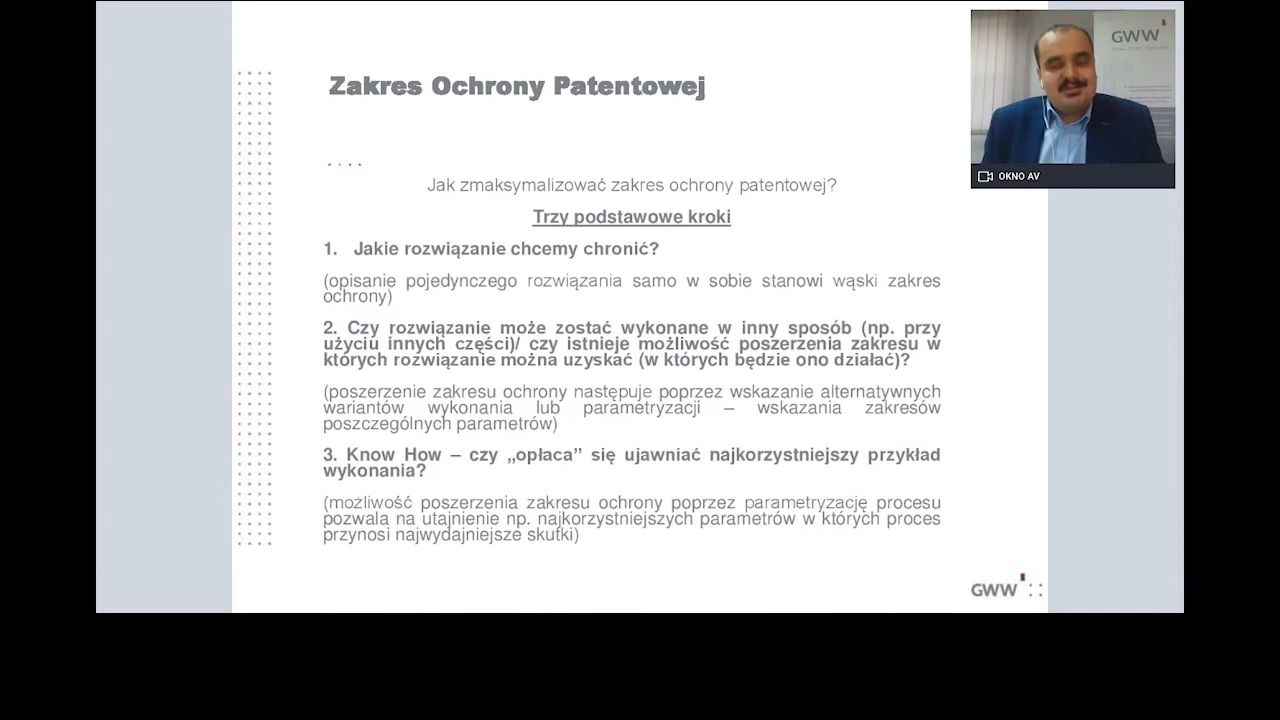 Zakres Ochrony Patentowej
GWW
OKNO AV
Jak zmaksymalizować zakres ochrony patentowej?
Trzy podstawowe kroki
1. Jakie rozwiązanie chcemy chronić?
(opisanie pojedynczego rozwiązania samo w sobie stanowi wąski zakres
ochrony)
2. Czy rozwiązanie może zostać wykonane w inny sposób (np. przy
użyciu innych części)/ czy istnieje możliwość poszerzenia zakresu w
których rozwiązanie można uzyskać (w których będzie ono działać)?
(poszerzenie zakresu ochrony następuje poprzez wskazanie alternatywnych
wariantów wykonania lub parametryzacji – wskazania zakresów
poszczególnych parametrów)
3. Know How – czy „opłaca” się ujawniać najkorzystniejszy przykład
wykonania?
(możliwość poszerzenia zakresu ochrony poprzez parametryzację procesu
pozwala na utajnienie np. najkorzystniejszych parametrów w których proces
przynosi najwydajniejsze skutki)
GWW